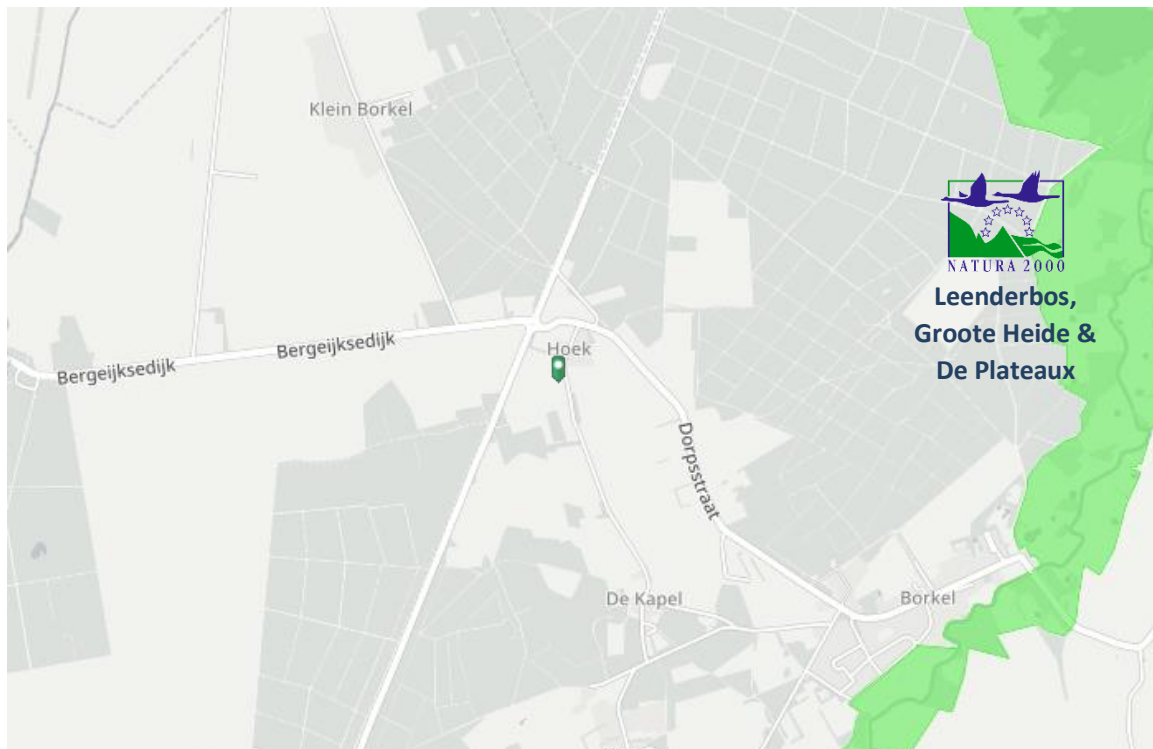 Klein Borkel
NATURA 2000
Leenderbos,
Groote Heide &
De Plateaux
Bergeijksedijk
Hoek
Bergeijksedijk
Dorpsstraat
De Kapel
Borkel